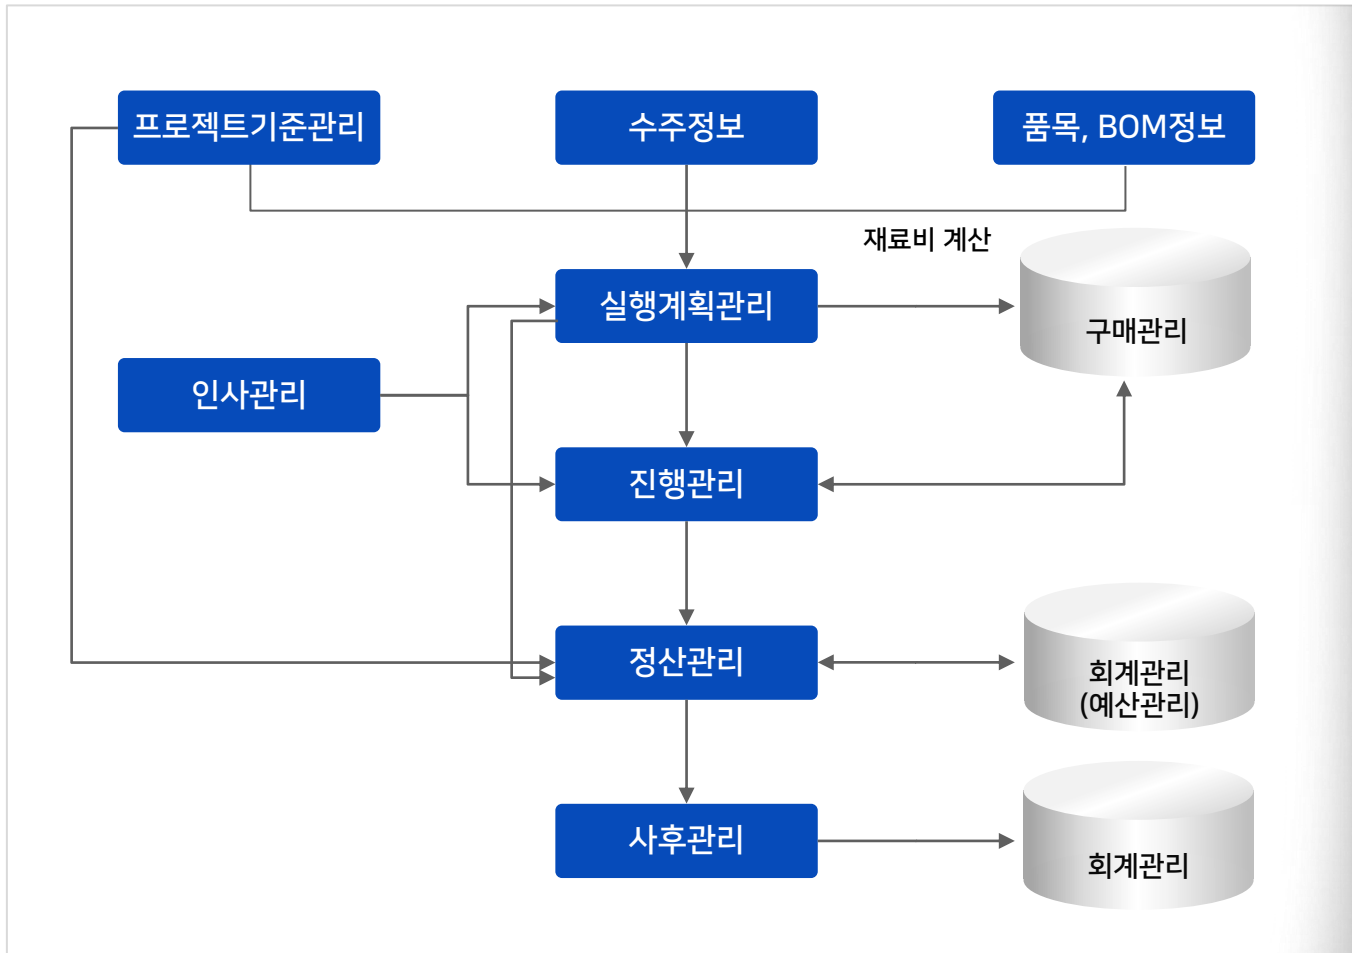 프로젝트기준관리
수주정보
품목, BOM정보
재료비 계산
실행계획관리
구매관리
인사관리
진행관리
정산관리
회계관리
(예산관리)
사후관리
회계관리